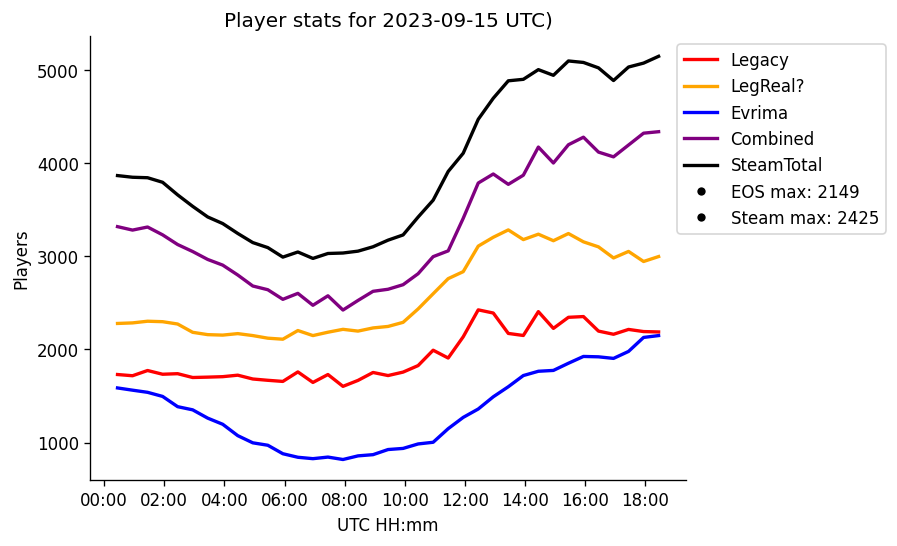 Player stats for 2023-09-15 UTC)
Legacy
LegReal?
Evrima
Combined
SteamTotal
EOS max: 2149
Steam max: 2425
Players
5000
4000
3000
2000
1000
00:00 02:00 04:00 06:00 08:00 10:00 12:00 14:00 16:00 18:00
UTC HH:mm